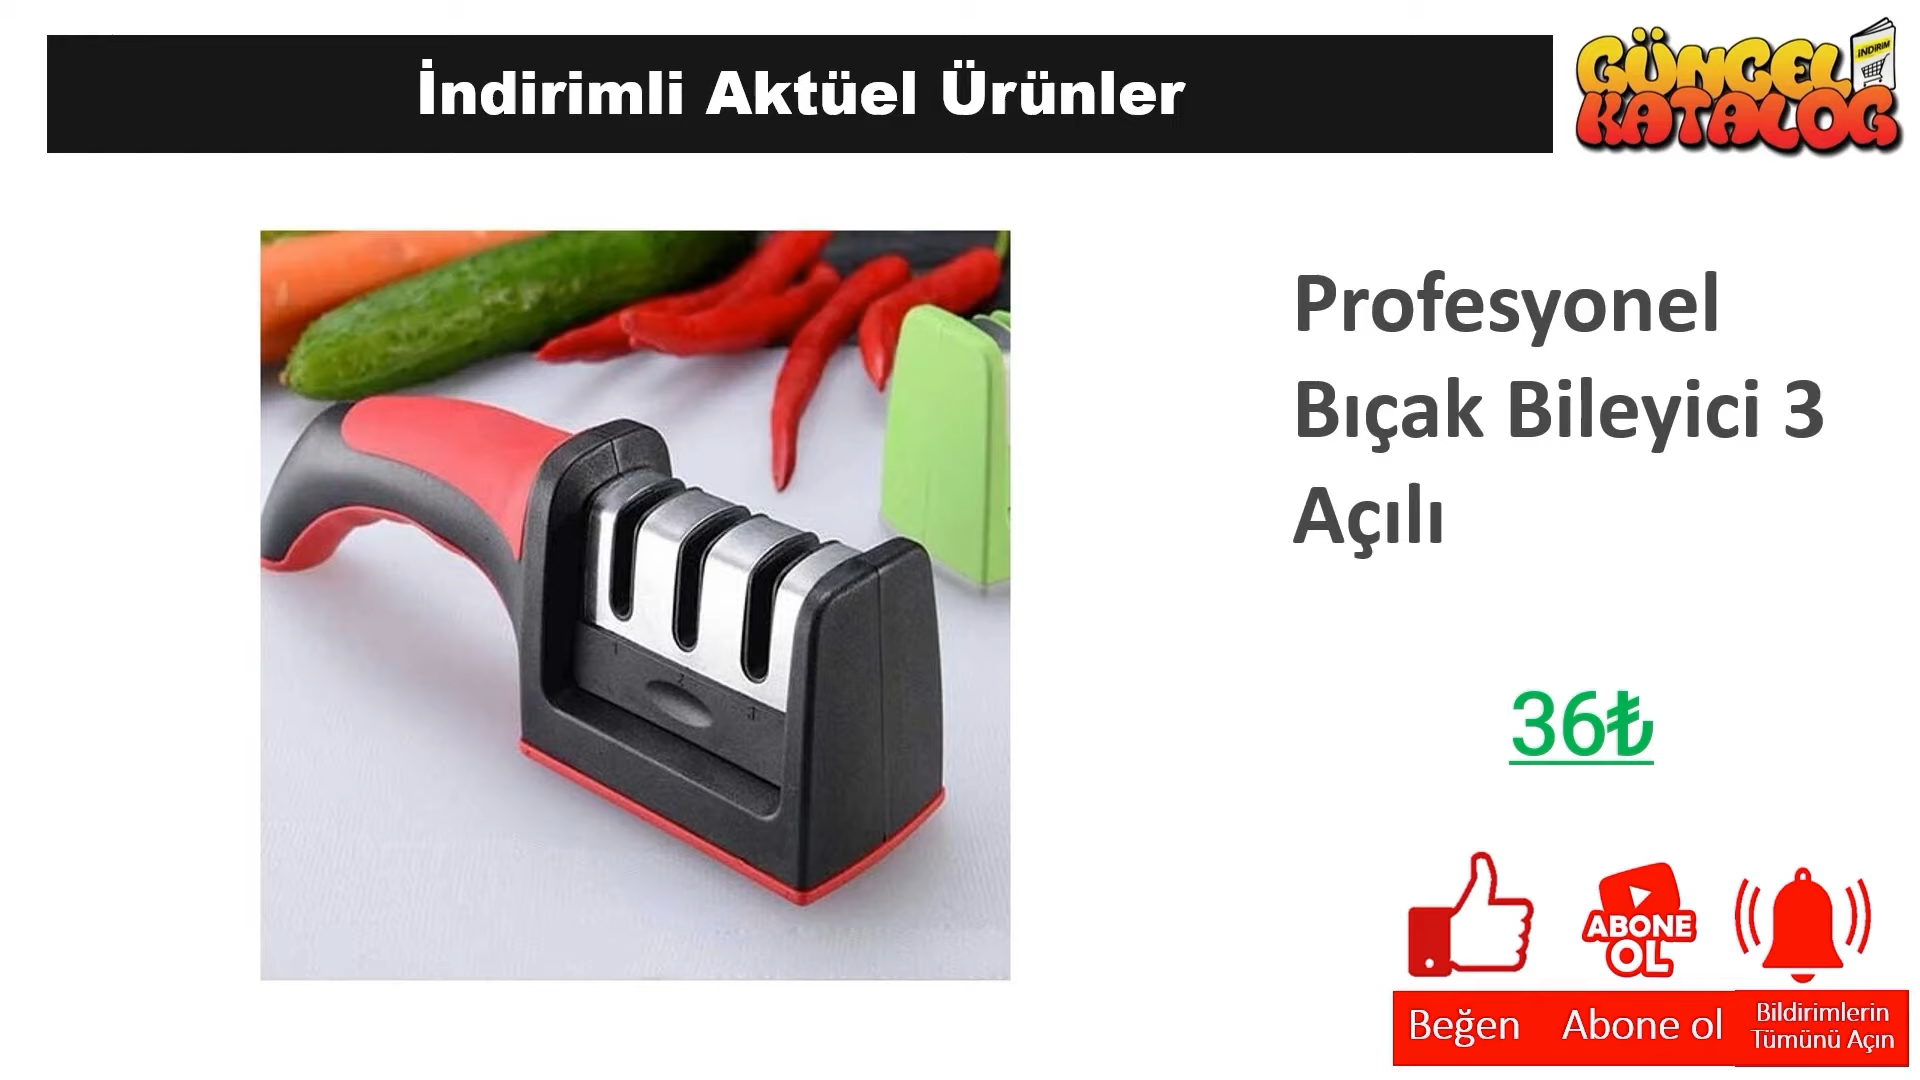 İndirimli Aktüel Ürünler
GÜNCEL
KATALOG
İNDİRİM
Profesyonel
Bıçak Bileyici 3
Açılı
1
2
3
36₺
ABONE
OL
Beğen
Abone ol
Bildirimlerin
Tümünü Açın